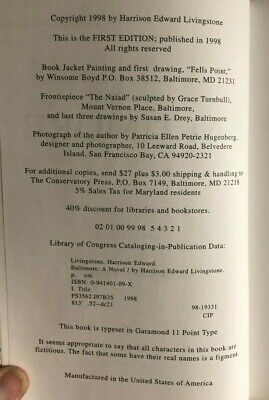 Copyright 1998 by Harrison Edward Livingstone
This is the FIRST EDITION; published in 1998
All rights reserved
Book Jacket Painting and first drawing, "Fells Point,"
by Winsome Boyd P.O. Box 38512, Baltimore, MD 21231
Frontispiece "The Naiad" (sculpted by Grace Turnbull),
Mount Vernon Place, Baltimore,
and last three drawings by Susan E. Drey, Baltimore
Photograph of the author by Patricia Ellen Petrie Hugenberg,
designer and photographer, 10 Leeward Road, Belvedere
Island, San Francisco Bay, CA 94920-2321
For additional copies, send $27 plus $3.00 shipping & handling to
The Conservatory Press, P.O. Box 7149, Baltimore, MD 21218
5% Sales Tax for Maryland residents
40% discount for libraries and bookstores.
02 01 00 99 98 5 4 3 2 1
Library of Congress Cataloging-in-Publication Data:
Livingstone, Harrison Edward.
Baltimore: A Novel / by Harrison Edward Livingstone.
p. cm.
ISBN: 0-941401-09-X
I. Title.
PS3562.I97B35 1998
813' .52--dc21 98-19331
CIP
This book is typeset in Garamond 11 Point Type
It seems appropriate to say that all characters in this book are
fictitious. The fact that some have their real names is a figment.
Manufactured in the United States of America